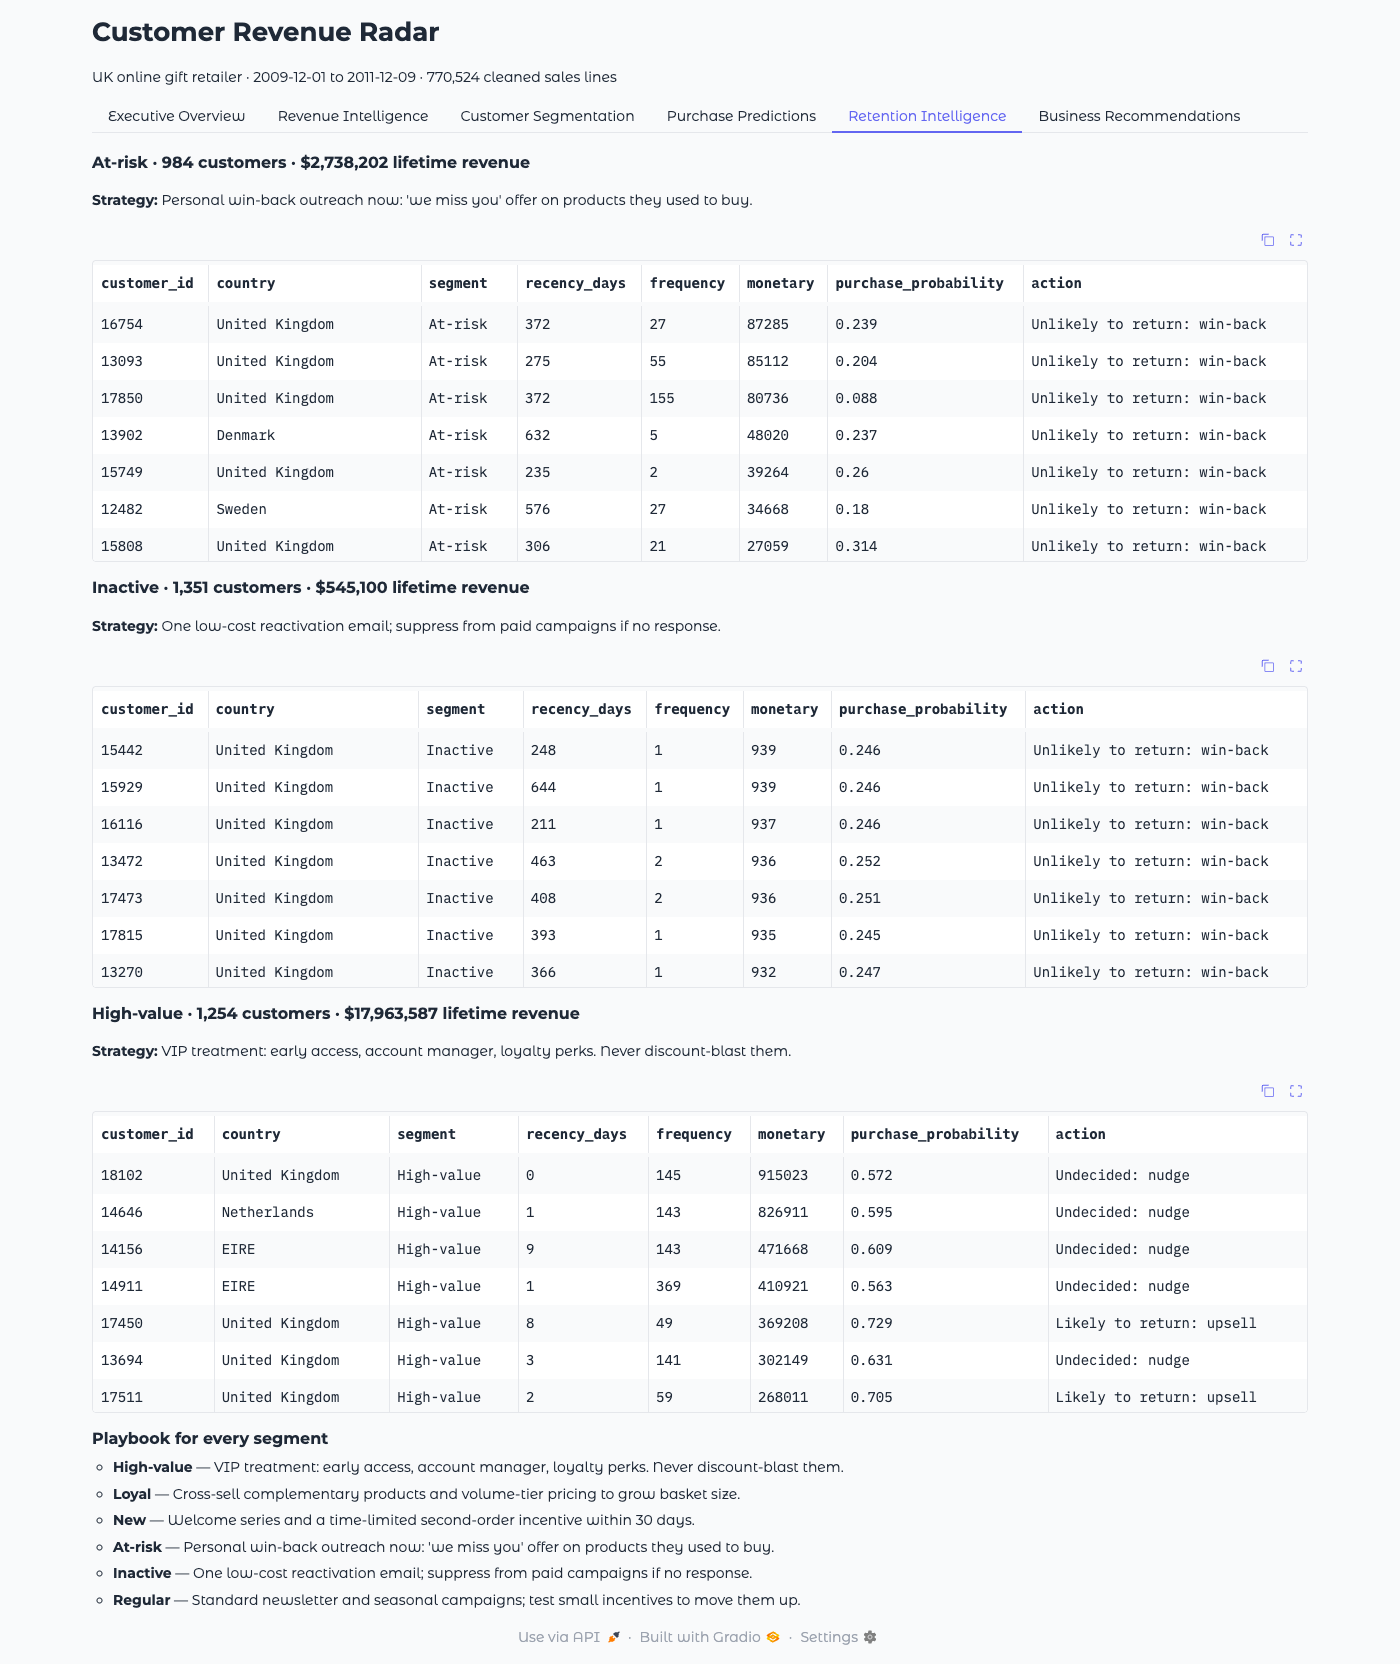 Customer Revenue Radar
UK online gift retailer · 2009-12-01 to 2011-12-09 · 770,524 cleaned sales lines
Executive Overview Revenue Intelligence Customer Segmentation Purchase Predictions Retention Intelligence Business Recommendations
At-risk · 984 customers · $2,738,202 lifetime revenue
Strategy: Personal win-back outreach now: 'we miss you' offer on products they used to buy.
customer_id country segment recency_days frequency monetary purchase_probability action
16754 United Kingdom At-risk 372 27 87285 0.239 Unlikely to return: win-back
13093 United Kingdom At-risk 275 55 85112 0.204 Unlikely to return: win-back
17850 United Kingdom At-risk 372 155 80736 0.088 Unlikely to return: win-back
13902 Denmark At-risk 632 5 48020 0.237 Unlikely to return: win-back
15749 United Kingdom At-risk 235 2 39264 0.26 Unlikely to return: win-back
12482 Sweden At-risk 576 27 34668 0.18 Unlikely to return: win-back
15808 United Kingdom At-risk 306 21 27059 0.314 Unlikely to return: win-back
Inactive · 1,351 customers · $545,100 lifetime revenue
Strategy: One low-cost reactivation email; suppress from paid campaigns if no response.
customer_id country segment recency_days frequency monetary purchase_probability action
15442 United Kingdom Inactive 248 1 939 0.246 Unlikely to return: win-back
15929 United Kingdom Inactive 644 1 939 0.246 Unlikely to return: win-back
16116 United Kingdom Inactive 211 1 937 0.246 Unlikely to return: win-back
13472 United Kingdom Inactive 463 2 936 0.252 Unlikely to return: win-back
17473 United Kingdom Inactive 408 2 936 0.251 Unlikely to return: win-back
17815 United Kingdom Inactive 393 1 935 0.245 Unlikely to return: win-back
13270 United Kingdom Inactive 366 1 932 0.247 Unlikely to return: win-back
High-value · 1,254 customers · $17,963,587 lifetime revenue
Strategy: VIP treatment: early access, account manager, loyalty perks. Never discount-blast them.
customer_id country segment recency_days frequency monetary purchase_probability action
18102 United Kingdom High-value 0 145 915023 0.572 Undecided: nudge
14646 Netherlands High-value 1 143 826911 0.595 Undecided: nudge
14156 EIRE High-value 9 143 471668 0.609 Undecided: nudge
14911 EIRE High-value 1 369 410921 0.563 Undecided: nudge
17450 United Kingdom High-value 8 49 369208 0.729 Likely to return: upsell
13694 United Kingdom High-value 3 141 302149 0.631 Undecided: nudge
17511 United Kingdom High-value 2 59 268011 0.705 Likely to return: upsell
Playbook for every segment
High-value — VIP treatment: early access, account manager, loyalty perks. Never discount-blast them.
Loyal — Cross-sell complementary products and volume-tier pricing to grow basket size.
New — Welcome series and a time-limited second-order incentive within 30 days.
At-risk — Personal win-back outreach now: 'we miss you' offer on products they used to buy.
Inactive — One low-cost reactivation email; suppress from paid campaigns if no response.
Regular — Standard newsletter and seasonal campaigns; test small incentives to move them up.
Use via API · Built with Gradio · Settings